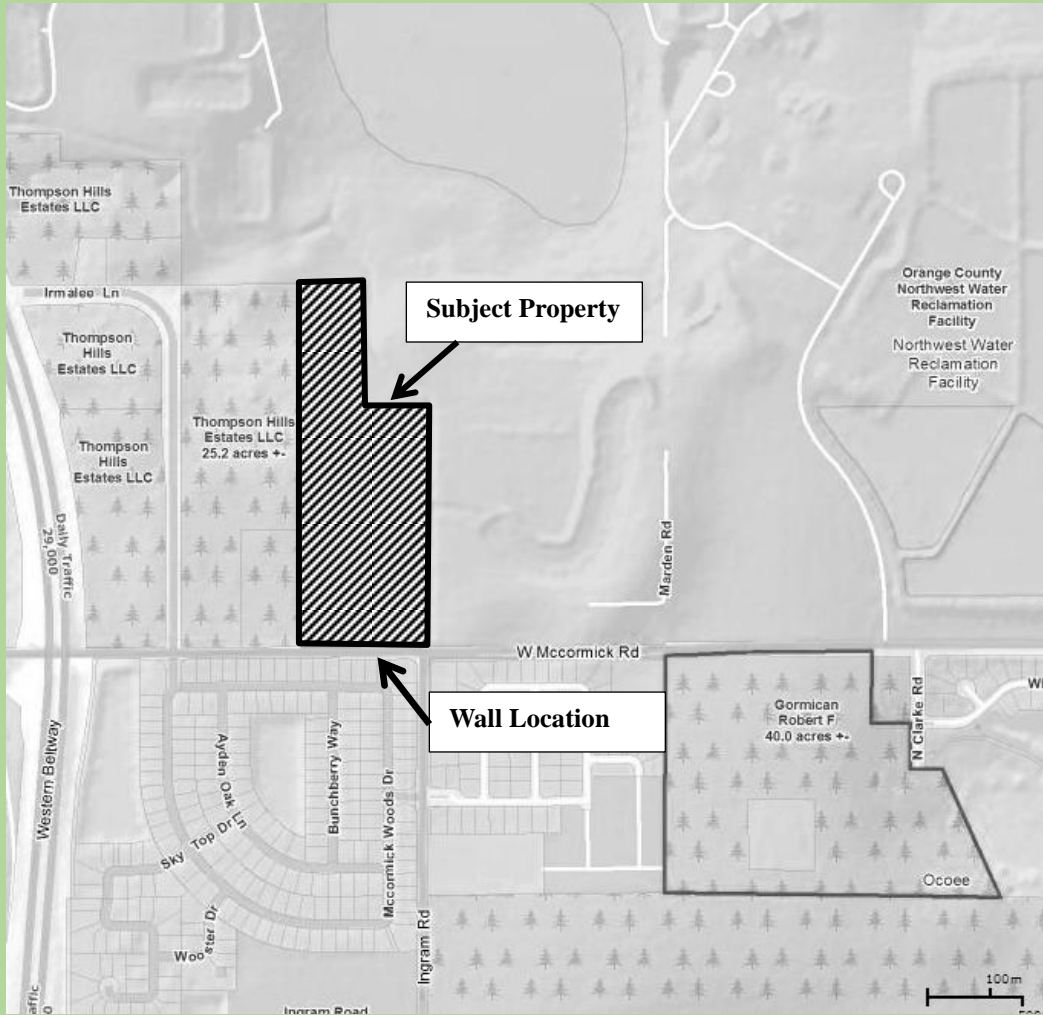 Thompson Hills
Estates LLC
Irmalee Ln
Thompson
Hills
Estates LLC
Thompson
Hills
Estates LLC
Thompson Hills
Estates LLC
25.2 acres +-
Subject Property
Orange County
Northwest Water
Reclamation
Facility
Northwest Water
Reclamation
Facility
Daily Traffic
29,000
Marden Rd
W Mccormick Rd
Wall Location
Gormican
Robert F
40.0 acres +-
N Clarke Rd
Western Beltway
Ayden Oak Ln
Bunchberry Way
Mccormick Woods Dr
Sky Top Dr
Ocoee
Wooster Dr
Ingram Rd
Ingram Road
100m